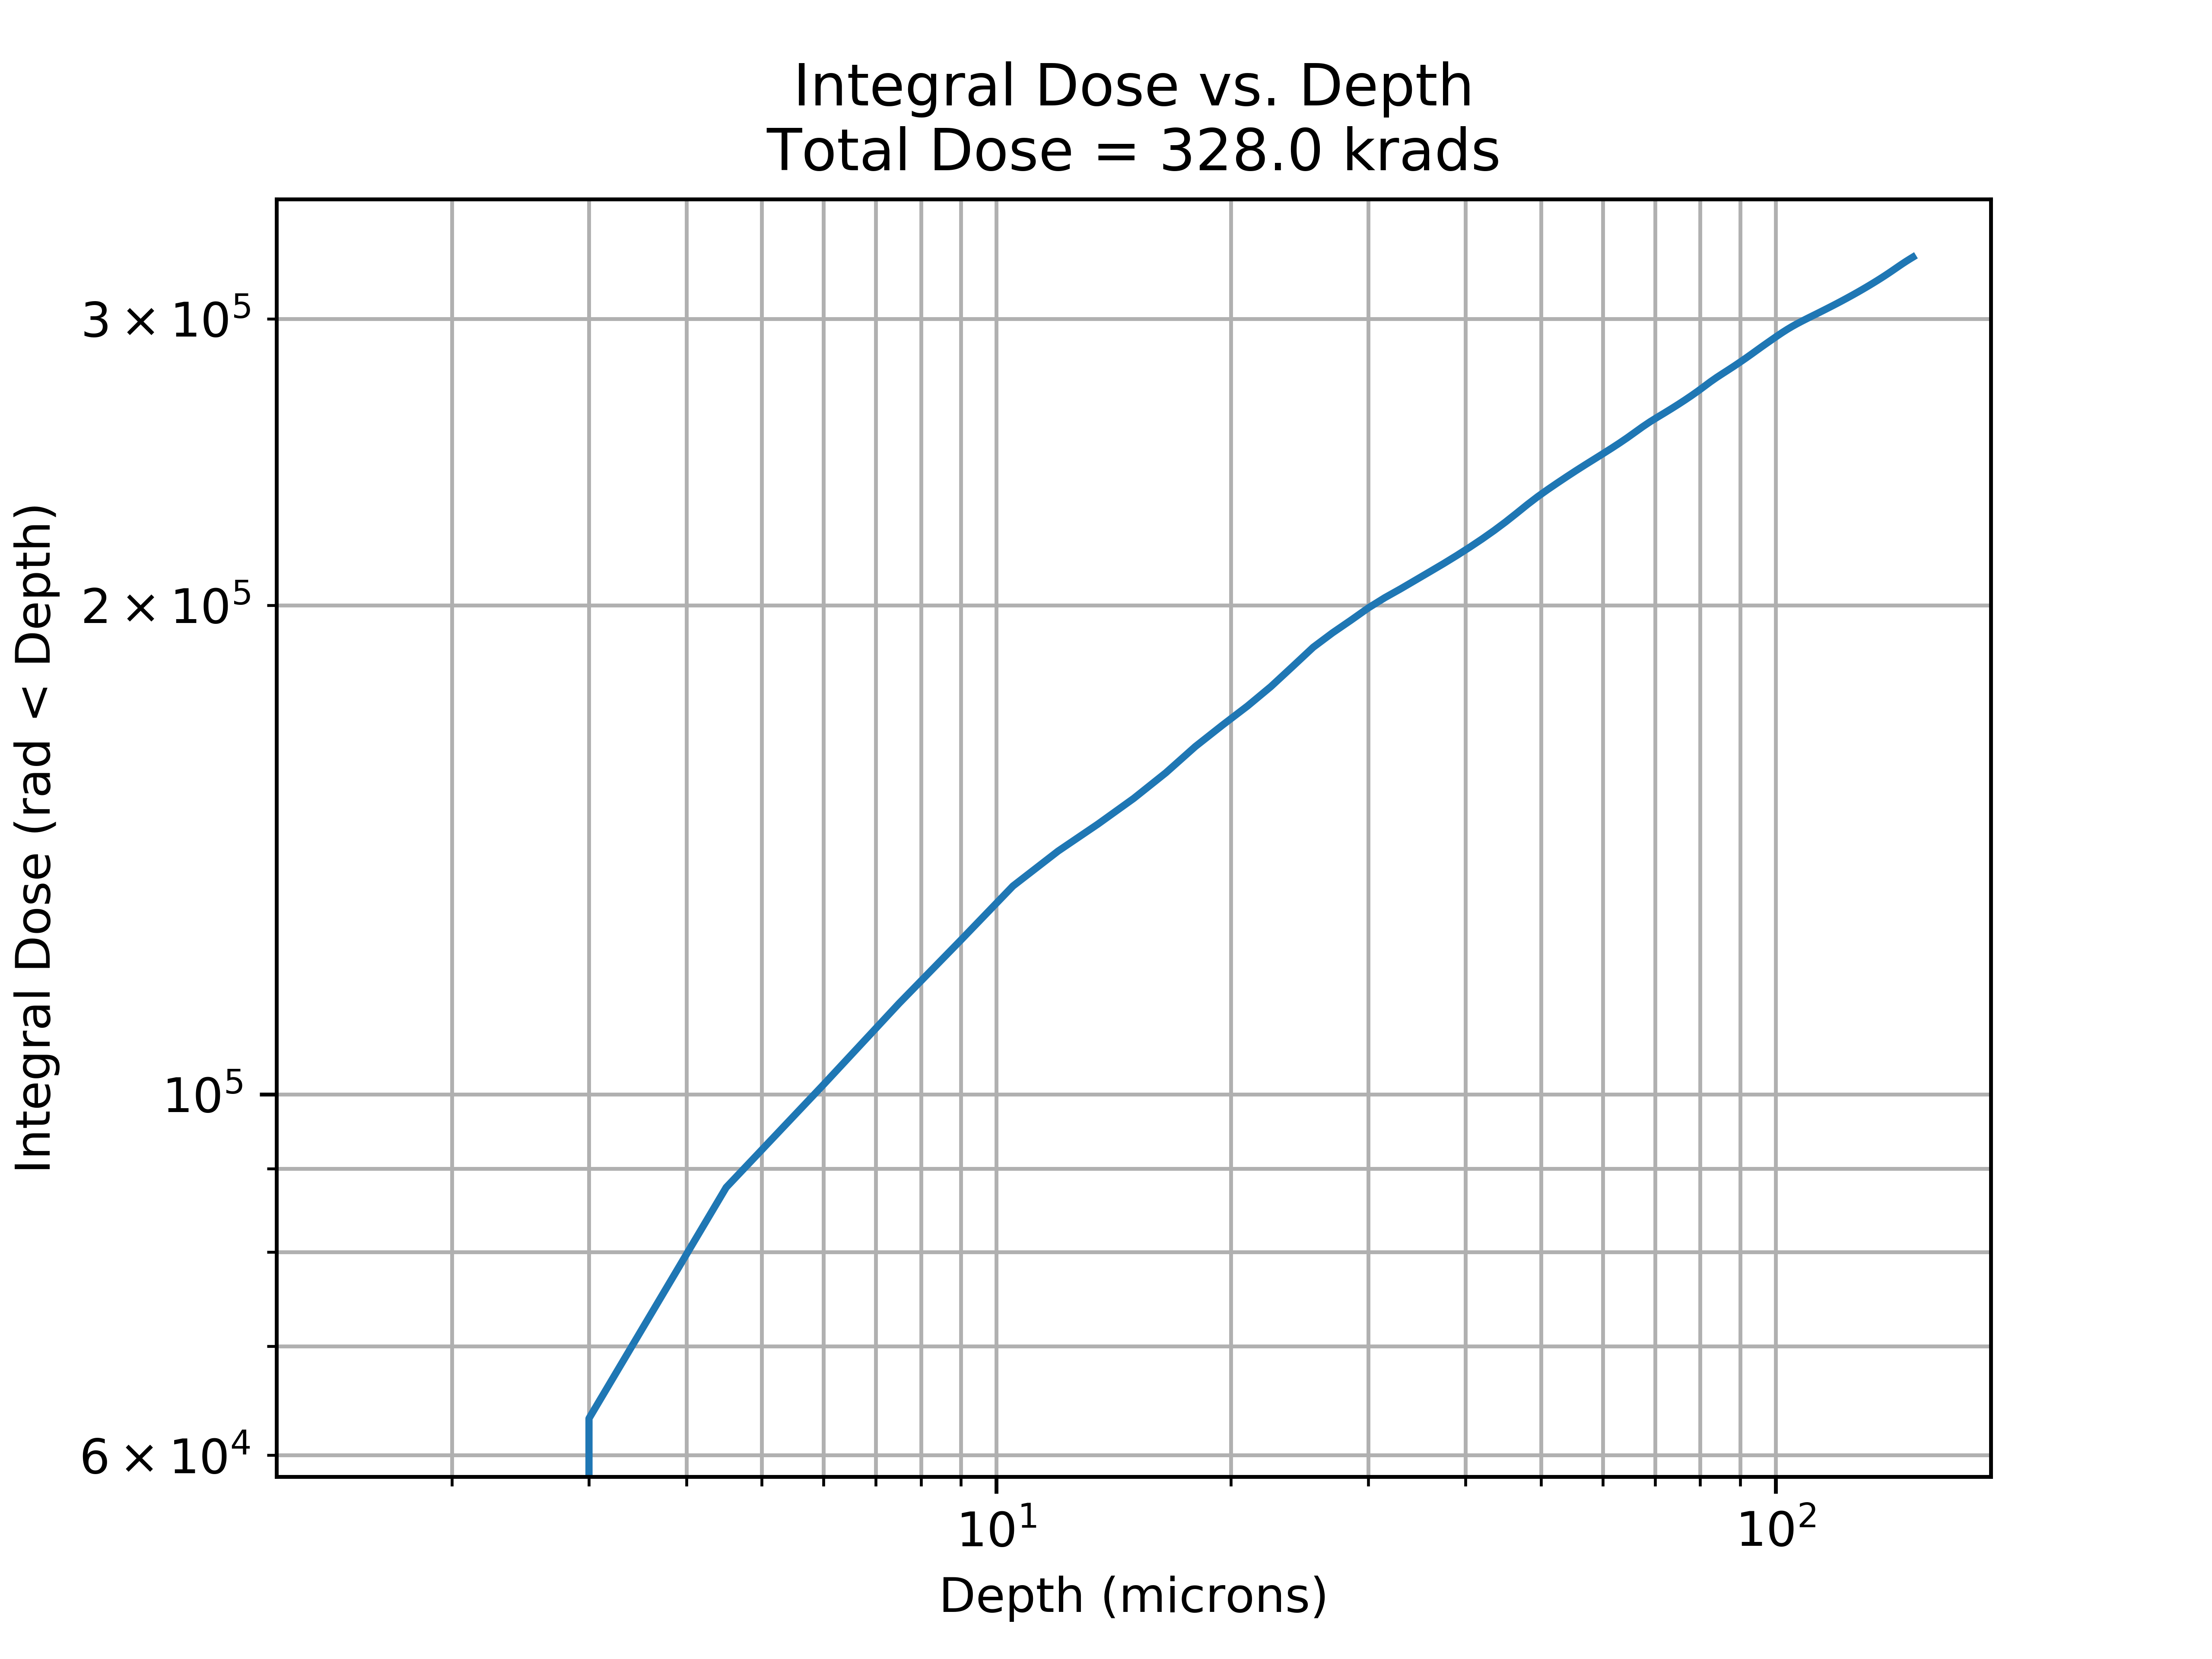 Integral Dose vs. Depth
Total Dose = 328.0 krads
Integral Dose (rad < Depth)
3 × 10⁵
2 × 10⁵
10⁵
6 × 10⁴
10¹ 10²
Depth (microns)